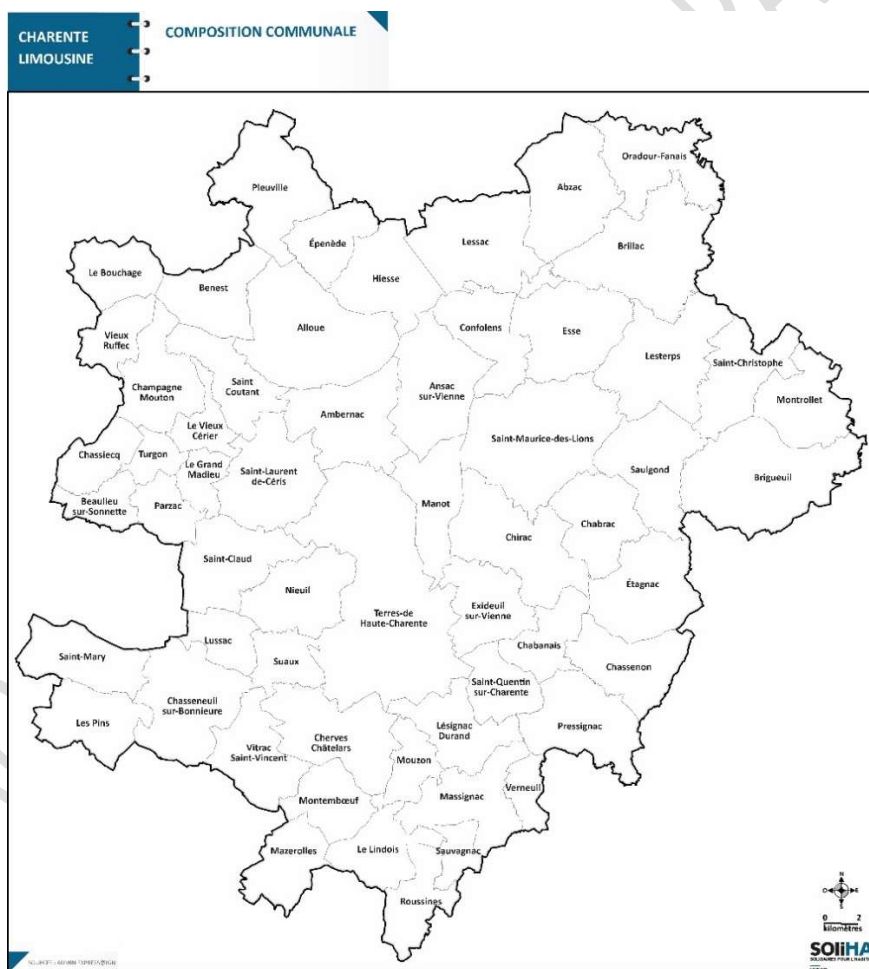 CHARENTE
LIMOUSINE
COMPOSITION COMMUNALE
Oradour-Fanais
Abzac
Pleuville
Épenède
Lessac
Brillac
Le Bouchage
Benest
Hiesse
Vieux
Ruffec
Alloue
Confolens
Esse
Lesterps
Saint-Christophe
Champagne
Mouton
Saint
Coutant
Ansac
sur-Vienne
Montrollet
Ambernac
Le Vieux
Cérier
Saint-Maurice-des-Lions
Chassiecq
Turgon
Le Grand
Madieu
Saint-Laurent
de-Céris
Saulgond
Brigueuil
Beaulieu
sur-Sonnette
Parzac
Manot
Chabrac
Chirac
Saint-Claud
Nieuil
Étagnac
Terres-de
Haute-Charente
Exideuil
sur-Vienne
Lussac
Chabanais
Saint-Mary
Suaux
Chassenon
Saint-Quentin
sur-Charente
Chasseneuil
sur-Bonnieure
Les Pins
Lésignac
Durand
Pressignac
Vitrac
Saint-Vincent
Cherves
Châtelars
Mouzon
Verneuil
Massignac
Montembœuf
Mazerolles
Le Lindois
Sauvagnac
Roussines
N
O
E
S
0 2
kilomètres
SOLiHA
SOLIDAIRES POUR L'HABITAT